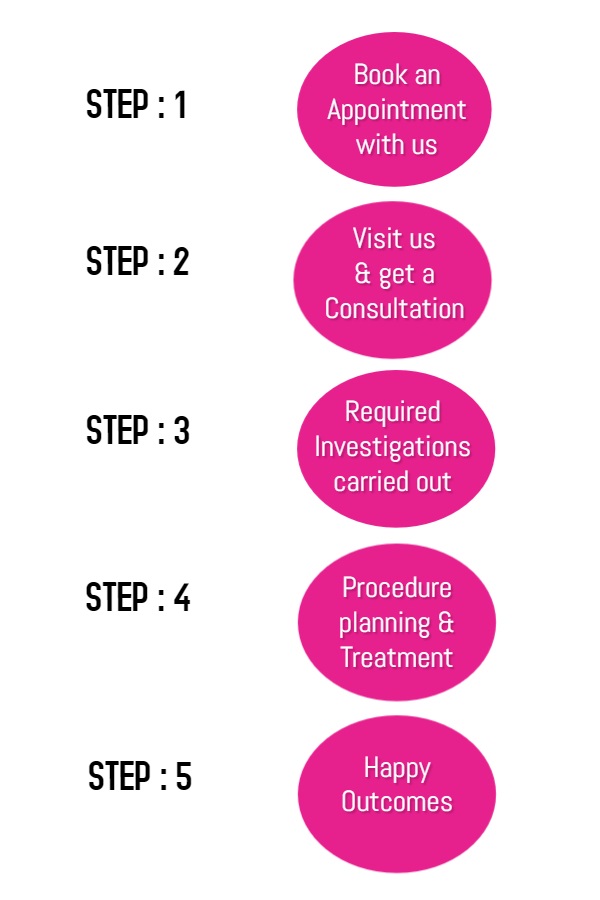 STEP : 1
Book an
Appointment
with us
STEP : 2
Visit us
& get a
Consultation
STEP : 3
Required
Investigations
carried out
STEP : 4
Procedure
planning &
Treatment
STEP : 5
Happy
Outcomes